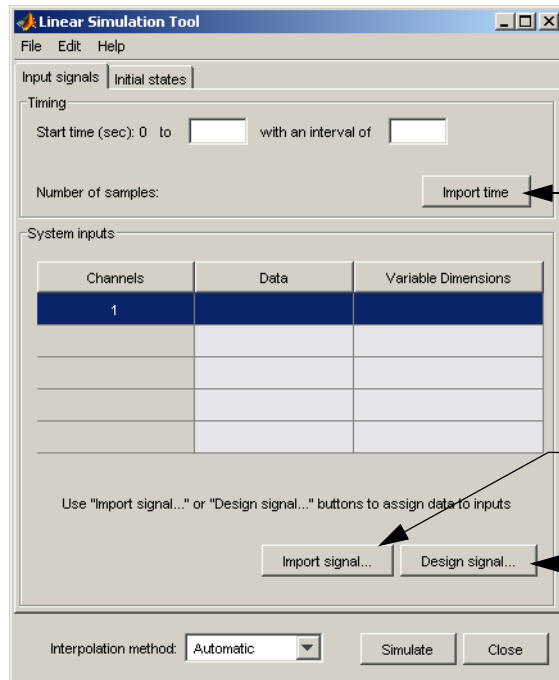 Linear Simulation Tool
File Edit Help
Input signals Initial states
Timing
Start time (sec): 0 to with an interval of
Number of samples: Import time
System inputs
Channels Data Variable Dimensions
1
Use "Import signal..." or "Design signal..." buttons to assign data to inputs
Import signal... Design signal...
Interpolation method: Automatic Simulate Close